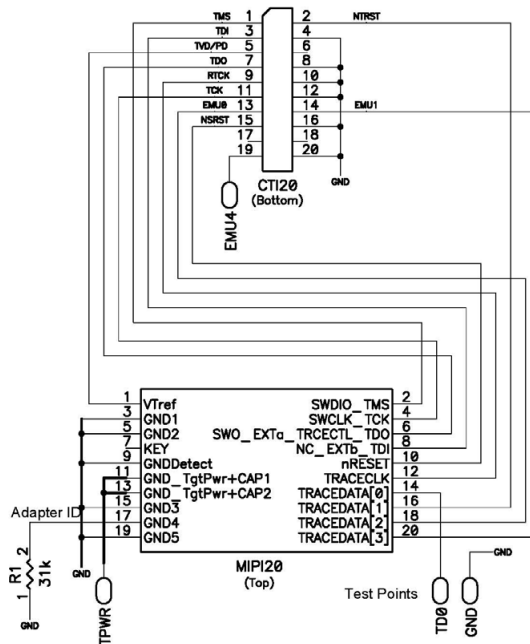 TMS 1 2 NTRST
TDI 3 4
TVD/PD 5 6
TDO 7 8
RTCK 9 10
TCK 11 12
EMU0 13 14 EMU1
NSRST 15 16
17 18
19 20
GND
CTI20
(Bottom)
EMU4
1 VTref SWDIO_TMS 2
3 GND1 SWCLK_TCK 4
5 GND2 SWO_EXTa_TRCECTL_TDO 6
7 KEY NC_EXTb_TDI 8
9 GNDDetect nRESET 10
11 GND_TgtPwr+CAP1 TRACECLK 12
13 GND_TgtPwr+CAP2 TRACEDATA[0] 14
15 GND3 TRACEDATA[1] 16
Adapter ID 17 GND4 TRACEDATA[2] 18
19 GND5 TRACEDATA[3] 20
MIPI20
(Top)
R1
31k
2
1
GND
GND
TPWR
Test Points
TD0
GND
GND